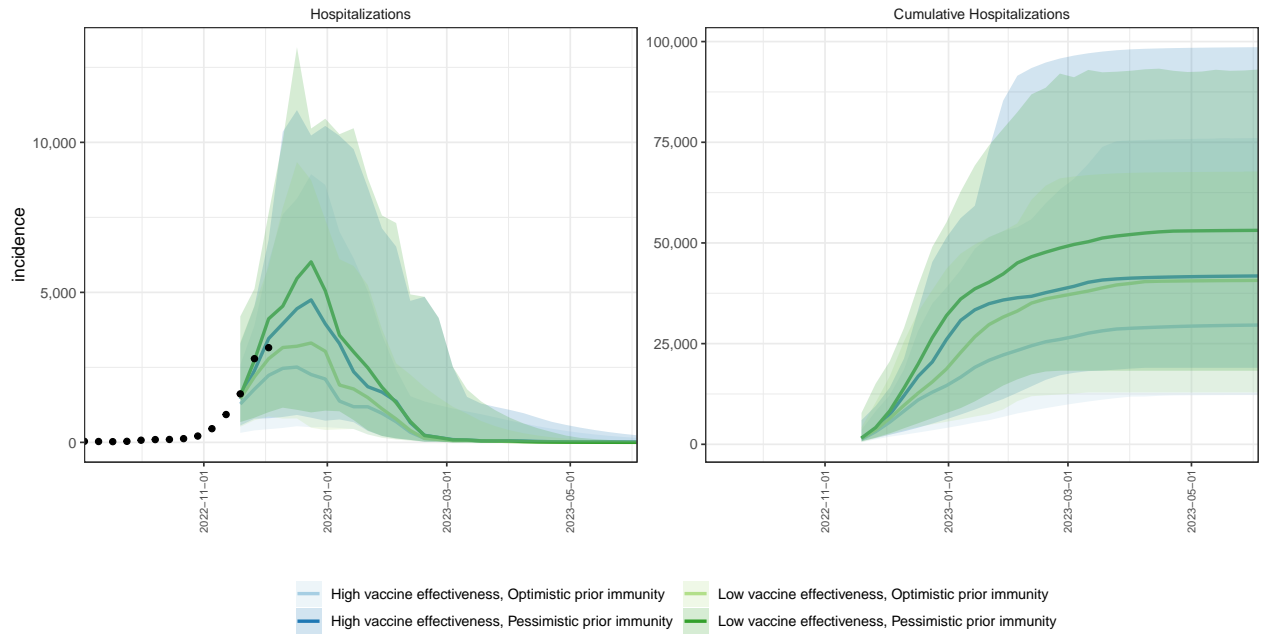 Hospitalizations
Cumulative Hospitalizations
incidence
10,000
5,000
0
100,000
75,000
50,000
25,000
0
2022−11−01
2023−01−01
2023−03−01
2023−05−01
2022−11−01
2023−01−01
2023−03−01
2023−05−01
High vaccine effectiveness, Optimistic prior immunity
Low vaccine effectiveness, Optimistic prior immunity
High vaccine effectiveness, Pessimistic prior immunity
Low vaccine effectiveness, Pessimistic prior immunity